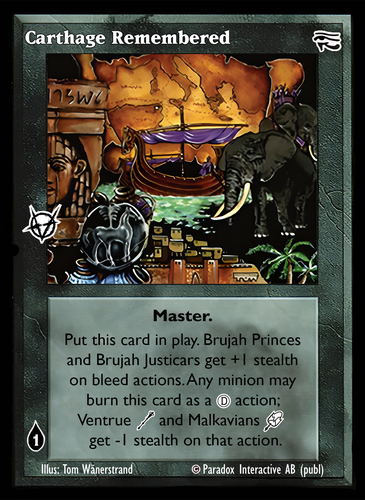 Carthage Remembered
Master.
Put this card in play. Brujah Princes
and Brujah Justicars get +1 stealth
on bleed actions. Any minion may
burn this card as a Ⓓ action;
Ventrue and Malkavians
get -1 stealth on that action.
1
Illus: Tom Wänerstrand
© Paradox Interactive AB (publ)